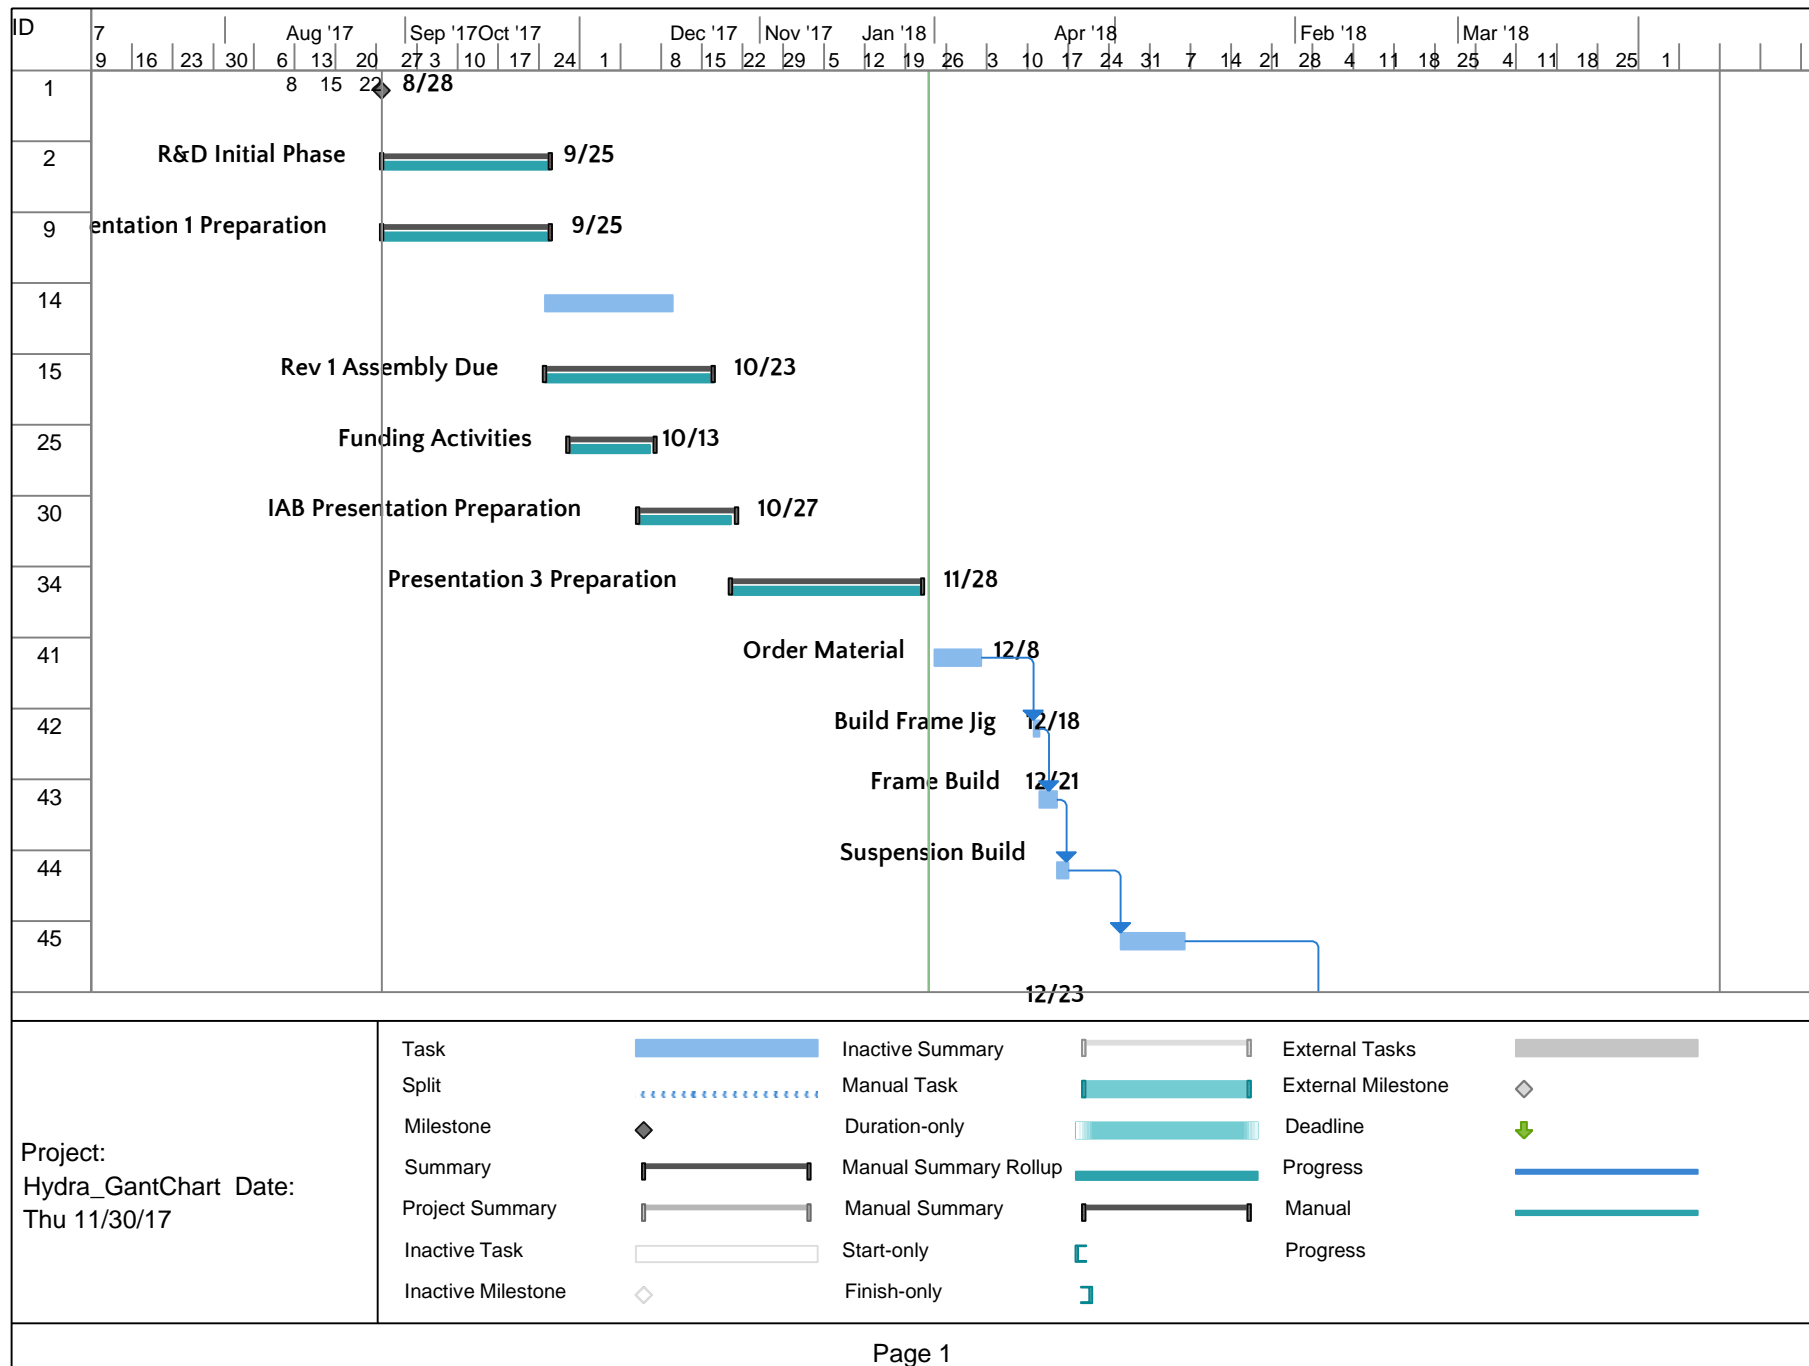 ID
7 Aug '17 Sep '17 Oct '17 Dec '17 Nov '17 Jan '18 Apr '18 Feb '18 Mar '18
9 16 23 30 6 13 20 27 3 10 17 24 1 8 15 22 29 5 12 19 26 3 10 17 24 31 7 14 21 28 4 11 18 25 4 11 18 25 1
1 8 15 22 8/28
2 R&D Initial Phase 9/25
9 entation 1 Preparation 9/25
14
15 Rev 1 Assembly Due 10/23
25 Funding Activities 10/13
30 IAB Presentation Preparation 10/27
34 Presentation 3 Preparation 11/28
41 Order Material 12/8
42 Build Frame Jig 12/18
43 Frame Build 12/21
44 Suspension Build
45
12/23
Project:
Hydra_GantChart Date:
Thu 11/30/17
Task
Split
Milestone
Summary
Project Summary
Inactive Task
Inactive Milestone
Inactive Summary
Manual Task
Duration-only
Manual Summary Rollup
Manual Summary
Start-only
Finish-only
External Tasks
External Milestone
Deadline
Progress
Manual
Progress
Page 1